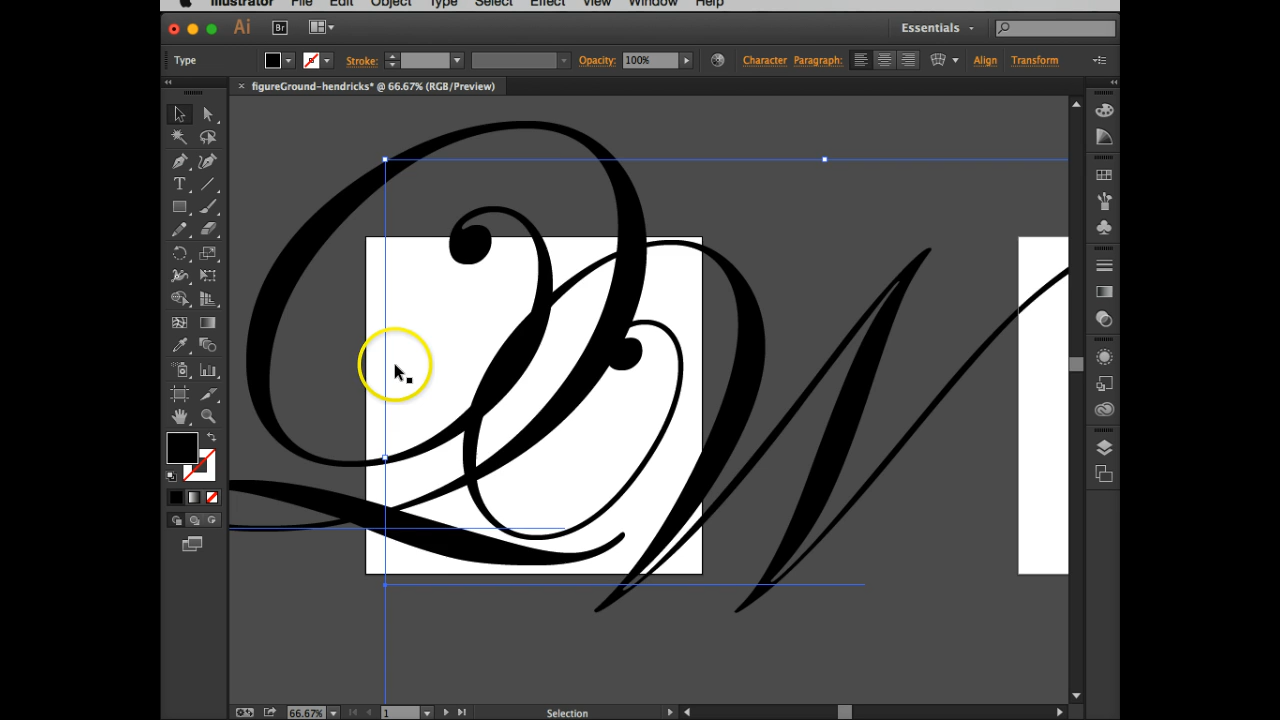 Illustrator File Edit Object Type Select Effect View Window Help
Ai Br Essentials
Type Stroke: Opacity: 100% Character Paragraph: Align Transform
× figureGround-hendricks* @ 66.67% (RGB/Preview)
QW
66.67% 1 Selection